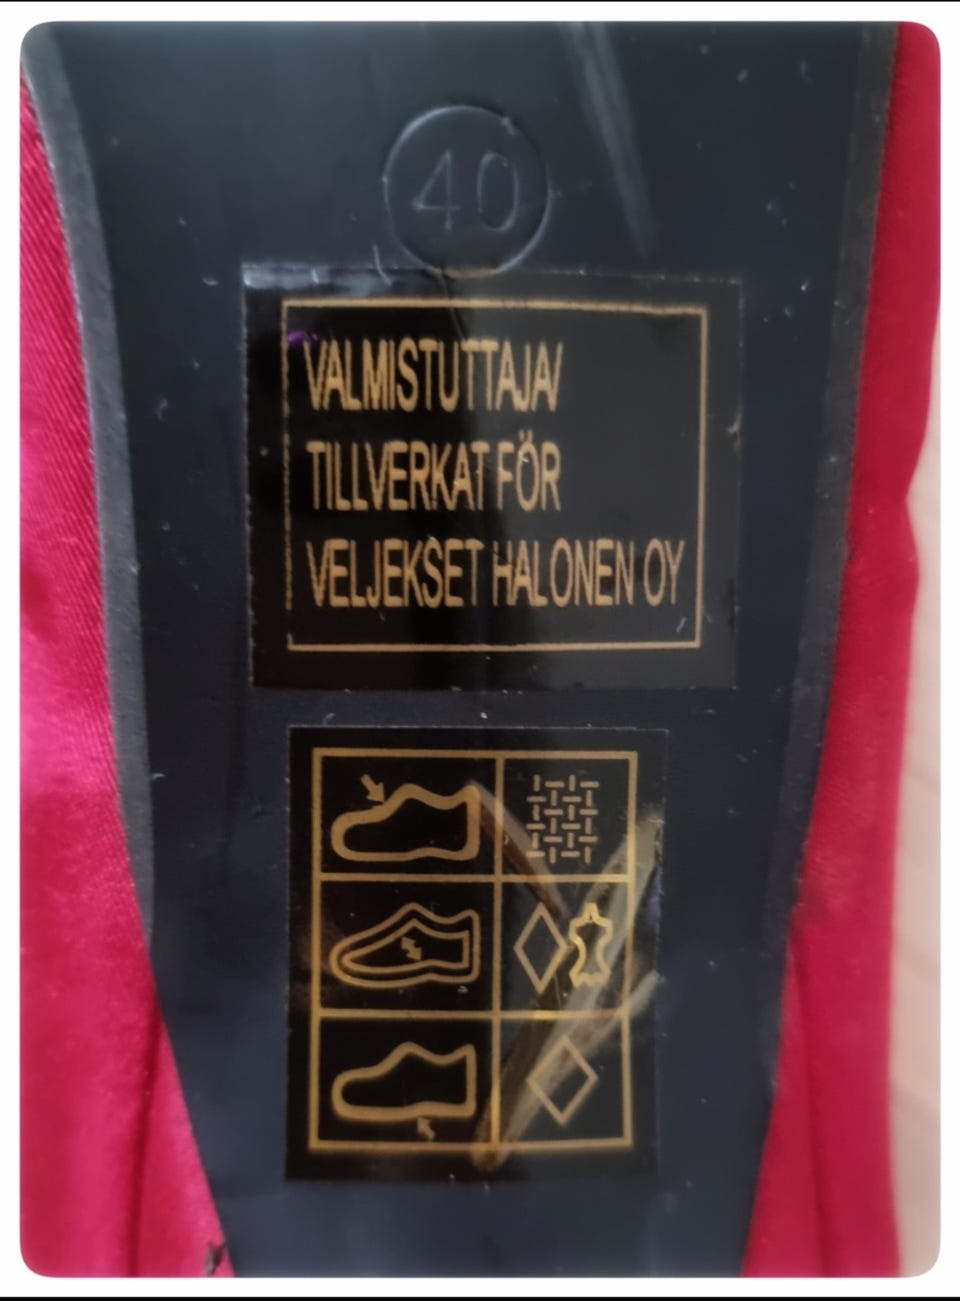 40
VALMISTUTTAJA/
TILLVERKAT FÖR
VELJEKSET HALONEN OY